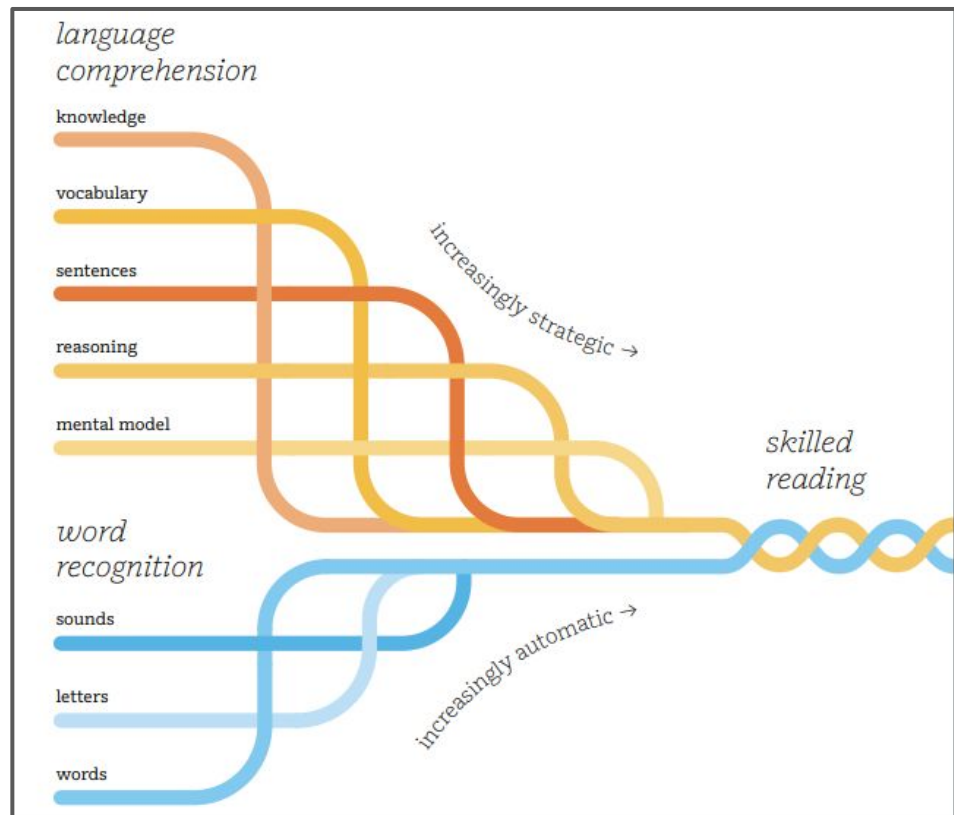 language
comprehension
knowledge
vocabulary
sentences
reasoning
mental model
increasingly strategic →
skilled
reading
word
recognition
sounds
letters
words
increasingly automatic →